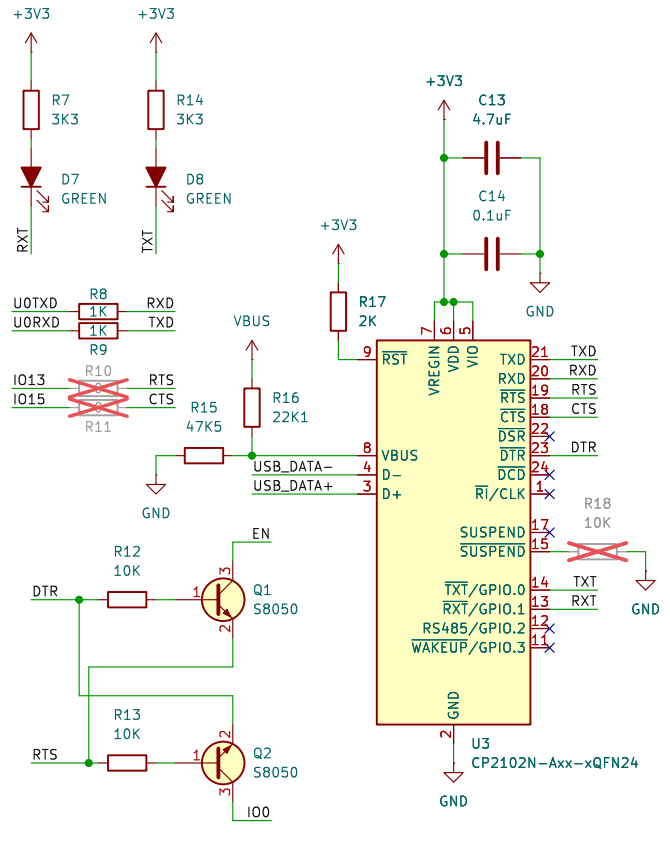 +3V3
+3V3
R7
3K3
R14
3K3
D7
GREEN
D8
GREEN
RXT
TXT
+3V3
C13
4.7uF
C14
0.1uF
GND
+3V3
R17
2K
U0TXD
R8
1K
RXD
U0RXD
1K
R9
TXD
IO13
R10
0
RTS
IO15
0
R11
CTS
VBUS
R16
22K1
R15
47K5
GND
USB_DATA-
USB_DATA+
7
6
5
VREGIN
VDD
VIO
9
RST
8
VBUS
4
D-
3
D+
TXD
21
TXD
RXD
20
RXD
RTS
19
RTS
CTS
18
CTS
DSR
22
DTR
23
DTR
DCD
24
RI/CLK
1
SUSPEND
17
SUSPEND
15
R18
10K
GND
TXT/GPIO.0
14
TXT
RXT/GPIO.1
13
RXT
RS485/GPIO.2
12
WAKEUP/GPIO.3
11
GND
2
U3
CP2102N-Axx-xQFN24
GND
EN
DTR
R12
10K
1
3
2
Q1
S8050
RTS
R13
10K
1
2
3
Q2
S8050
IO0